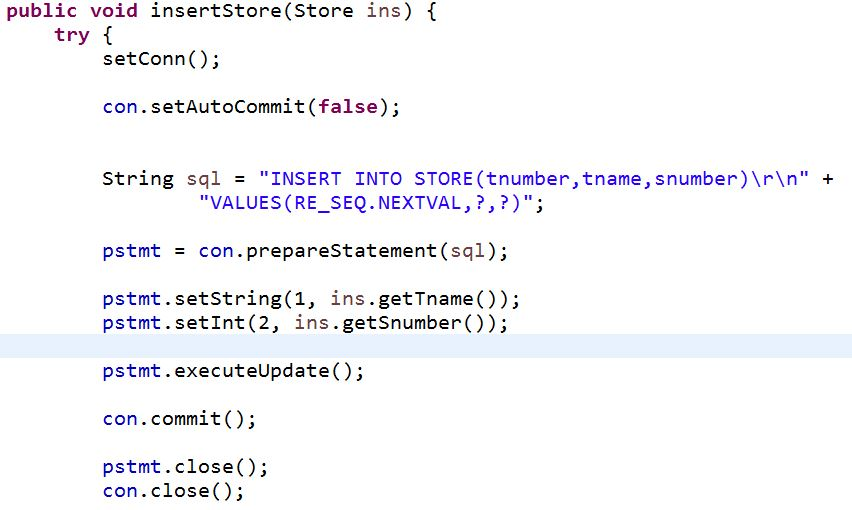 public void insertStore(Store ins) {
    try {
        setConn();
        con.setAutoCommit(false);
        String sql = "INSERT INTO STORE(tnumber,tname,snumber)\r\n" +
                "VALUES(RE_SEQ.NEXTVAL,?,?)";
        pstmt = con.prepareStatement(sql);
        pstmt.setString(1, ins.getTname());
        pstmt.setInt(2, ins.getSnumber());
        pstmt.executeUpdate();
        con.commit();
        pstmt.close();
        con.close();